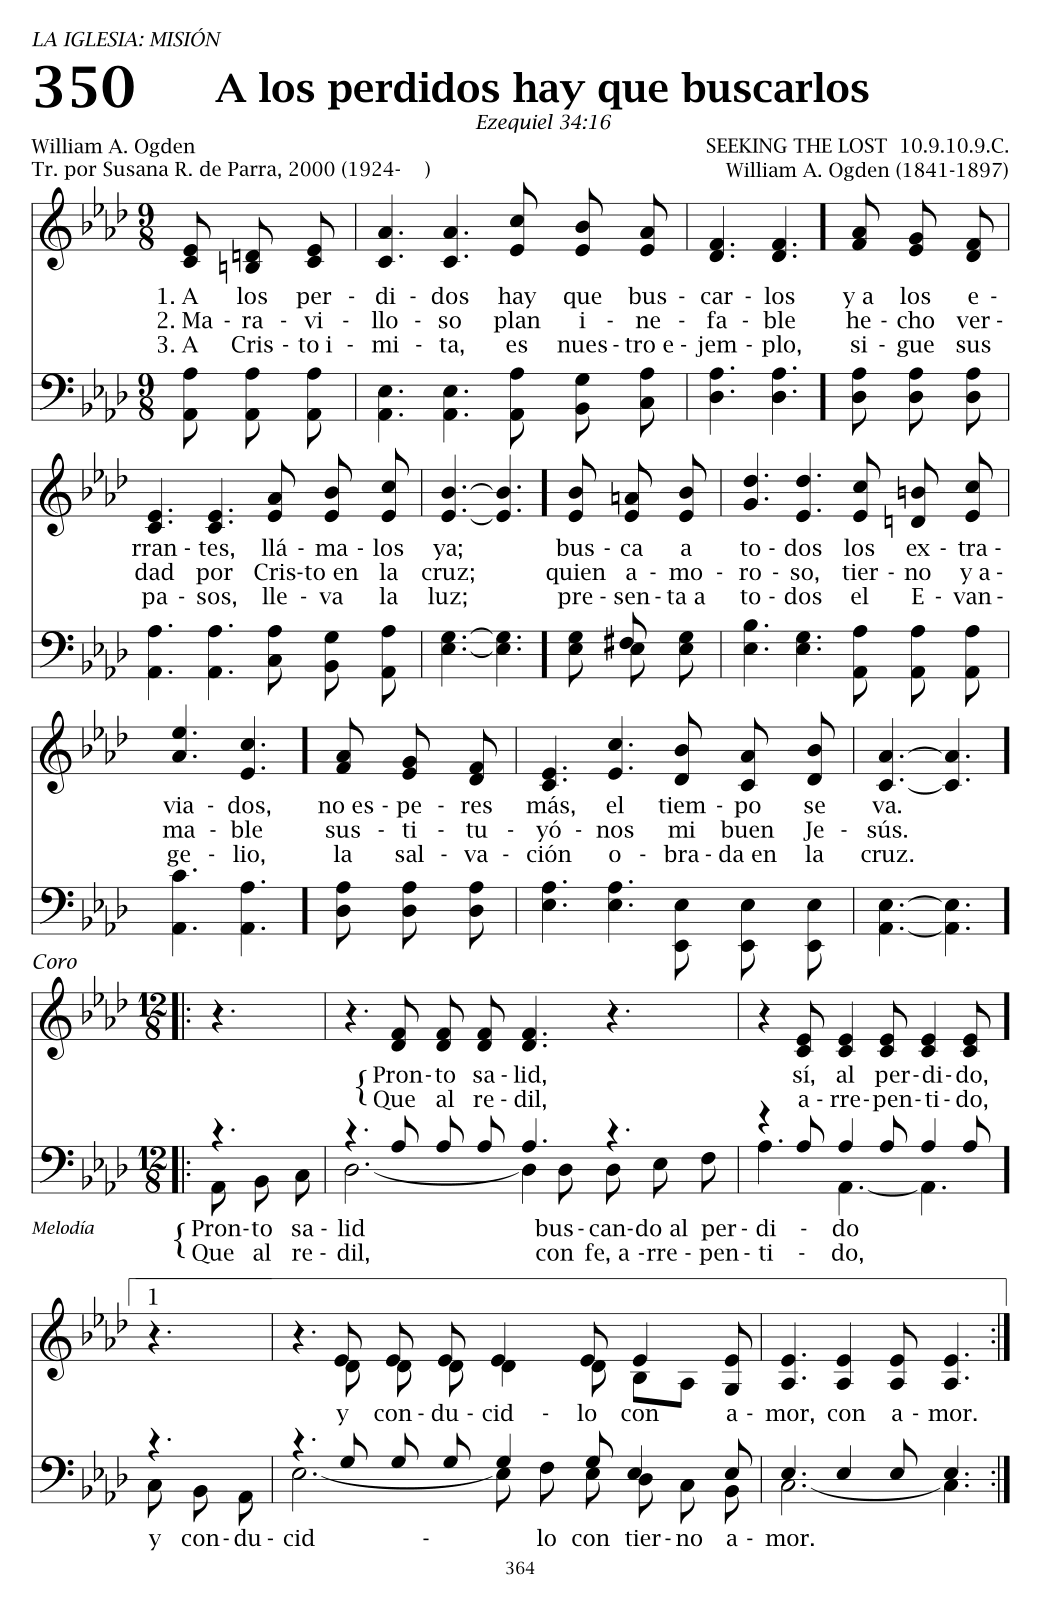 LA IGLESIA: MISIÓN
350 A los perdidos hay que buscarlos
Ezequiel 34:16
William A. Ogden SEEKING THE LOST 10.9.10.9.C.
Tr. por Susana R. de Parra, 2000 (1924- ) William A. Ogden (1841-1897)
9 8
1. A los per - di - dos hay que bus - car - los y a los e -
2. Ma - ra - vi - llo - so plan i - ne - fa - ble he - cho ver -
3. A Cris - to i - mi - ta, es nues - tro e - jem - plo, si - gue sus
9 8
rran - tes, llá - ma - los ya; bus - ca a to - dos los ex - tra -
dad por Cris - to en la cruz; quien a - mo - ro - so, tier - no y a -
pa - sos, lle - va la luz; pre - sen - ta a to - dos el E - van -
via - dos, no es - pe - res más, el tiem - po se va.
ma - ble sus - ti - tu - yó - nos mi buen Je - sús.
ge - lio, la sal - va - ción o - bra - da en la cruz.
Coro
12 8
{ Pron - to sa - lid, sí, al per - di - do,
Que al re - dil, a - rre - pen - ti - do,
12 8
Melodía { Pron - to sa - lid bus - can - do al per - di - do
Que al re - dil, con fe, a - rre - pen - ti - do,
1
y con - du - cid - lo con a - mor, con a - mor.
y con - du - cid - lo con tier - no a - mor.
364